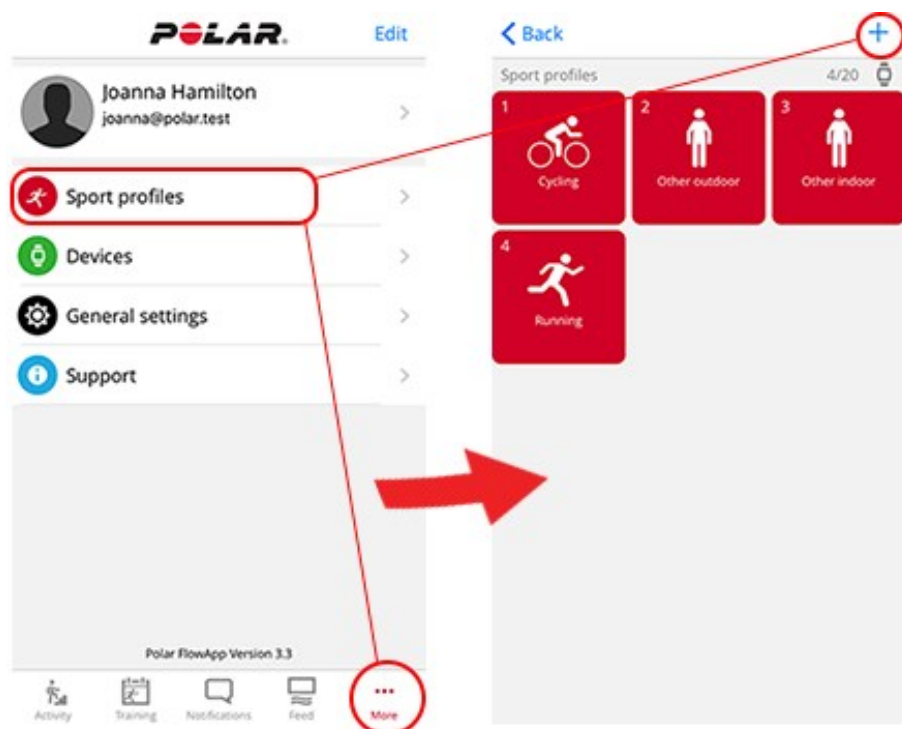 POLAR.
Edit
Joanna Hamilton
joanna@polar.test
Sport profiles
Devices
General settings
Support
Polar FlowApp Version 3.3
Activity
Training
Notifications
Feed
More
Back
+
Sport profiles
4/20
1
Cycling
2
Other outdoor
3
Other indoor
4
Running